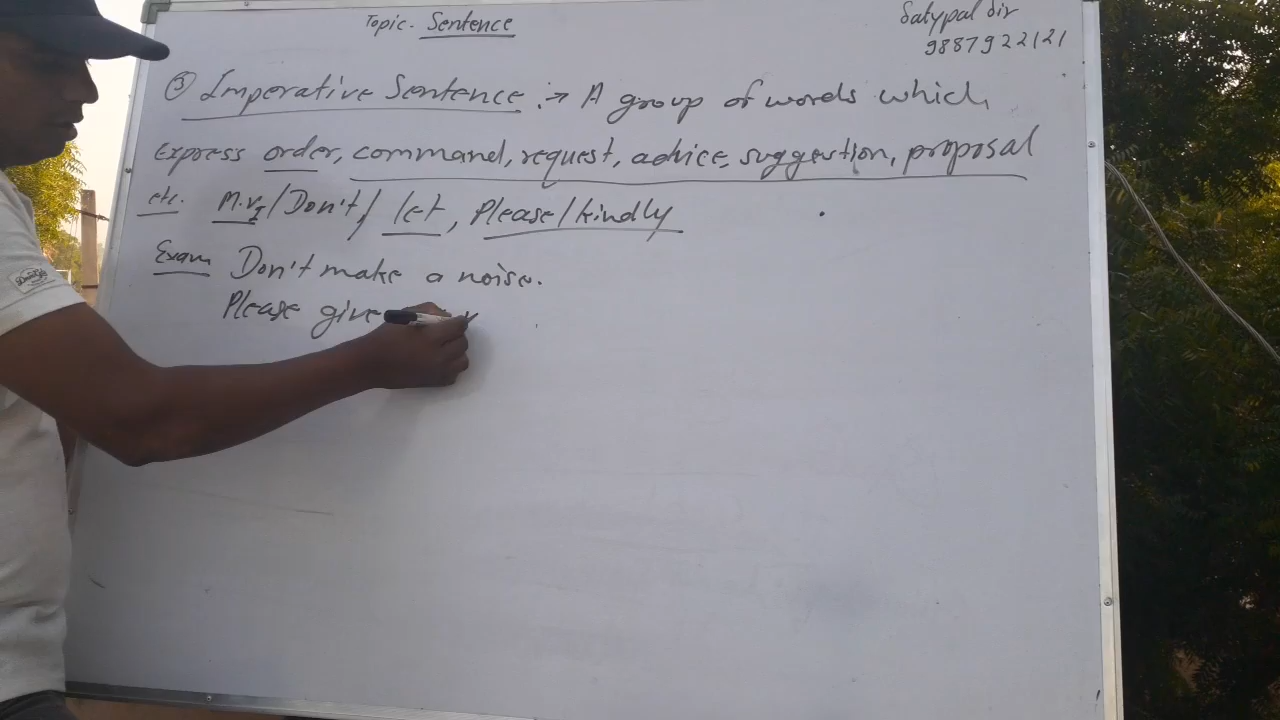 Topic. Sentence
Satypal Sir
9887922121
③ Imperative Sentence :→ A group of words which
Express order, command, request, advice, suggestion, proposal
etc. M.V₁/Don't/ let, Please/kindly
Exam Don't make a noise.
Please give